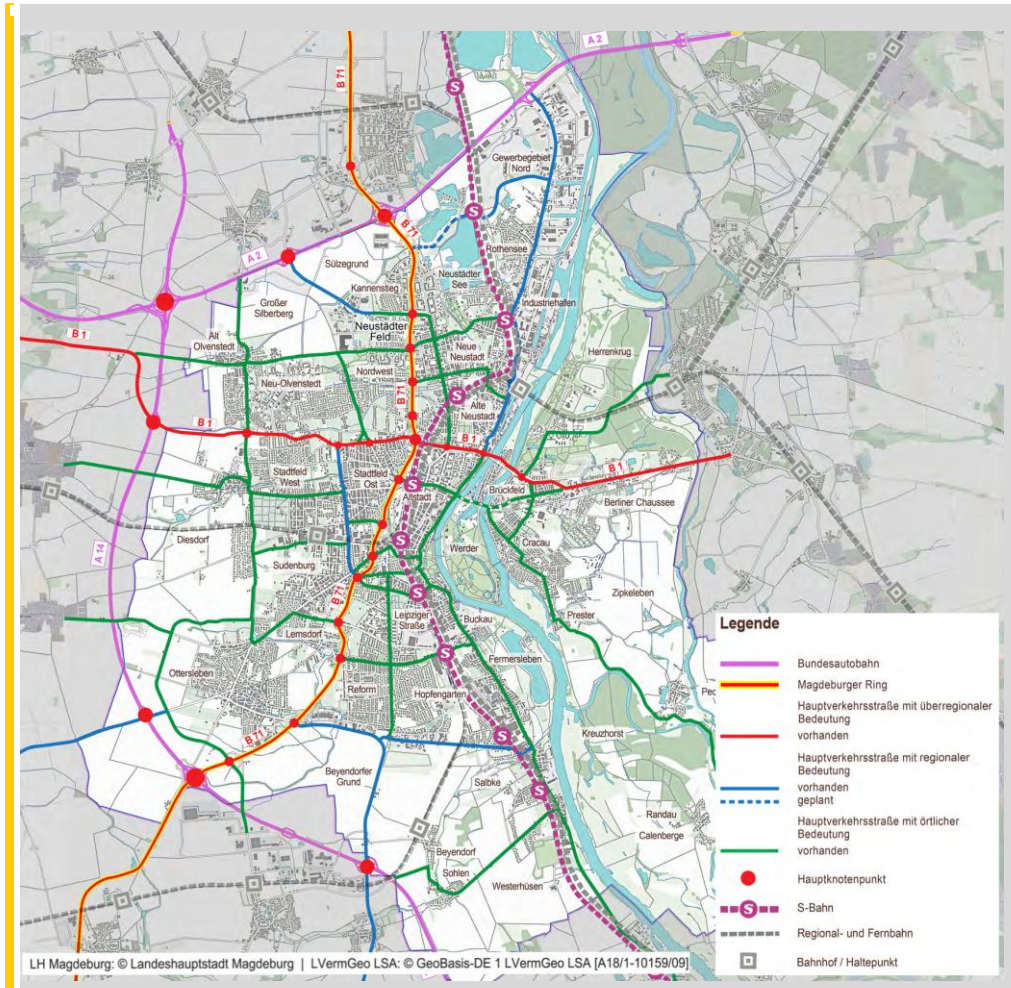 B 71
A 2
S
Gewerbegebiet
Nord
S
B 71
Rothensee
A 2
Sülzegrund
Kannenstieg
Neustädter
See
Großer
Silberberg
Industriehafen
S
Neustädter
Feld
B 1
Alt
Olvenstedt
Neue
Neustadt
Herrenkrug
Nordwest
Neu-Olvenstedt
B 71
S
Alte
Neustadt
B 1
B 1
B 1
Stadtfeld
West
Stadtfeld
Ost
S
Altstadt
Brückfeld
Berliner Chaussee
A 14
Diesdorf
S
Werder
Cracau
Sudenburg
B 71
S
Zipkeleben
Leipziger
Straße
Buckau
Prester
Lemsdorf
S
Fermersleben
Ottersleben
Reform
Hopfengarten
Pec
B 71
S
Kreuzhorst
Beyendorfer
Grund
Salbke
S
Randau
Calenberge
Beyendorf
Sohlen
Westerhüsen
Legende
Bundesautobahn
Magdeburger Ring
Hauptverkehrsstraße mit überregionaler
Bedeutung
vorhanden
Hauptverkehrsstraße mit regionaler
Bedeutung
vorhanden
geplant
Hauptverkehrsstraße mit örtlicher
Bedeutung
vorhanden
Hauptknotenpunkt
S
S-Bahn
Regional- und Fernbahn
Bahnhof / Haltepunkt
LH Magdeburg: © Landeshauptstadt Magdeburg | LVermGeo LSA: © GeoBasis-DE 1 LVermGeo LSA [A18/1-10159/09]